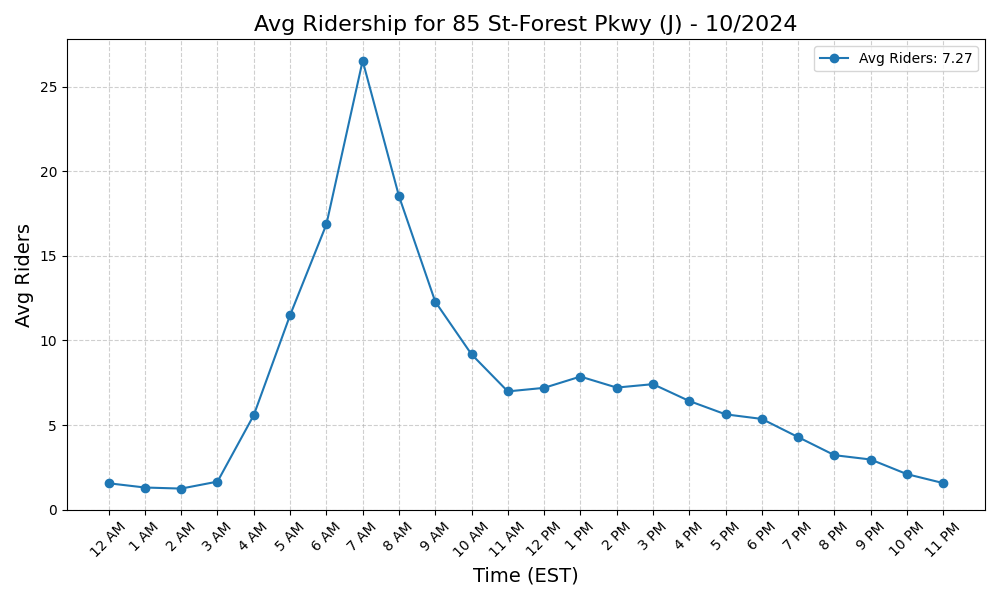 Avg Ridership for 85 St-Forest Pkwy (J) - 10/2024
Avg Riders: 7.27
Avg Riders
25
20
15
10
5
0
12 AM
1 AM
2 AM
3 AM
4 AM
5 AM
6 AM
7 AM
8 AM
9 AM
10 AM
11 AM
12 PM
1 PM
2 PM
3 PM
4 PM
5 PM
6 PM
7 PM
8 PM
9 PM
10 PM
11 PM
Time (EST)